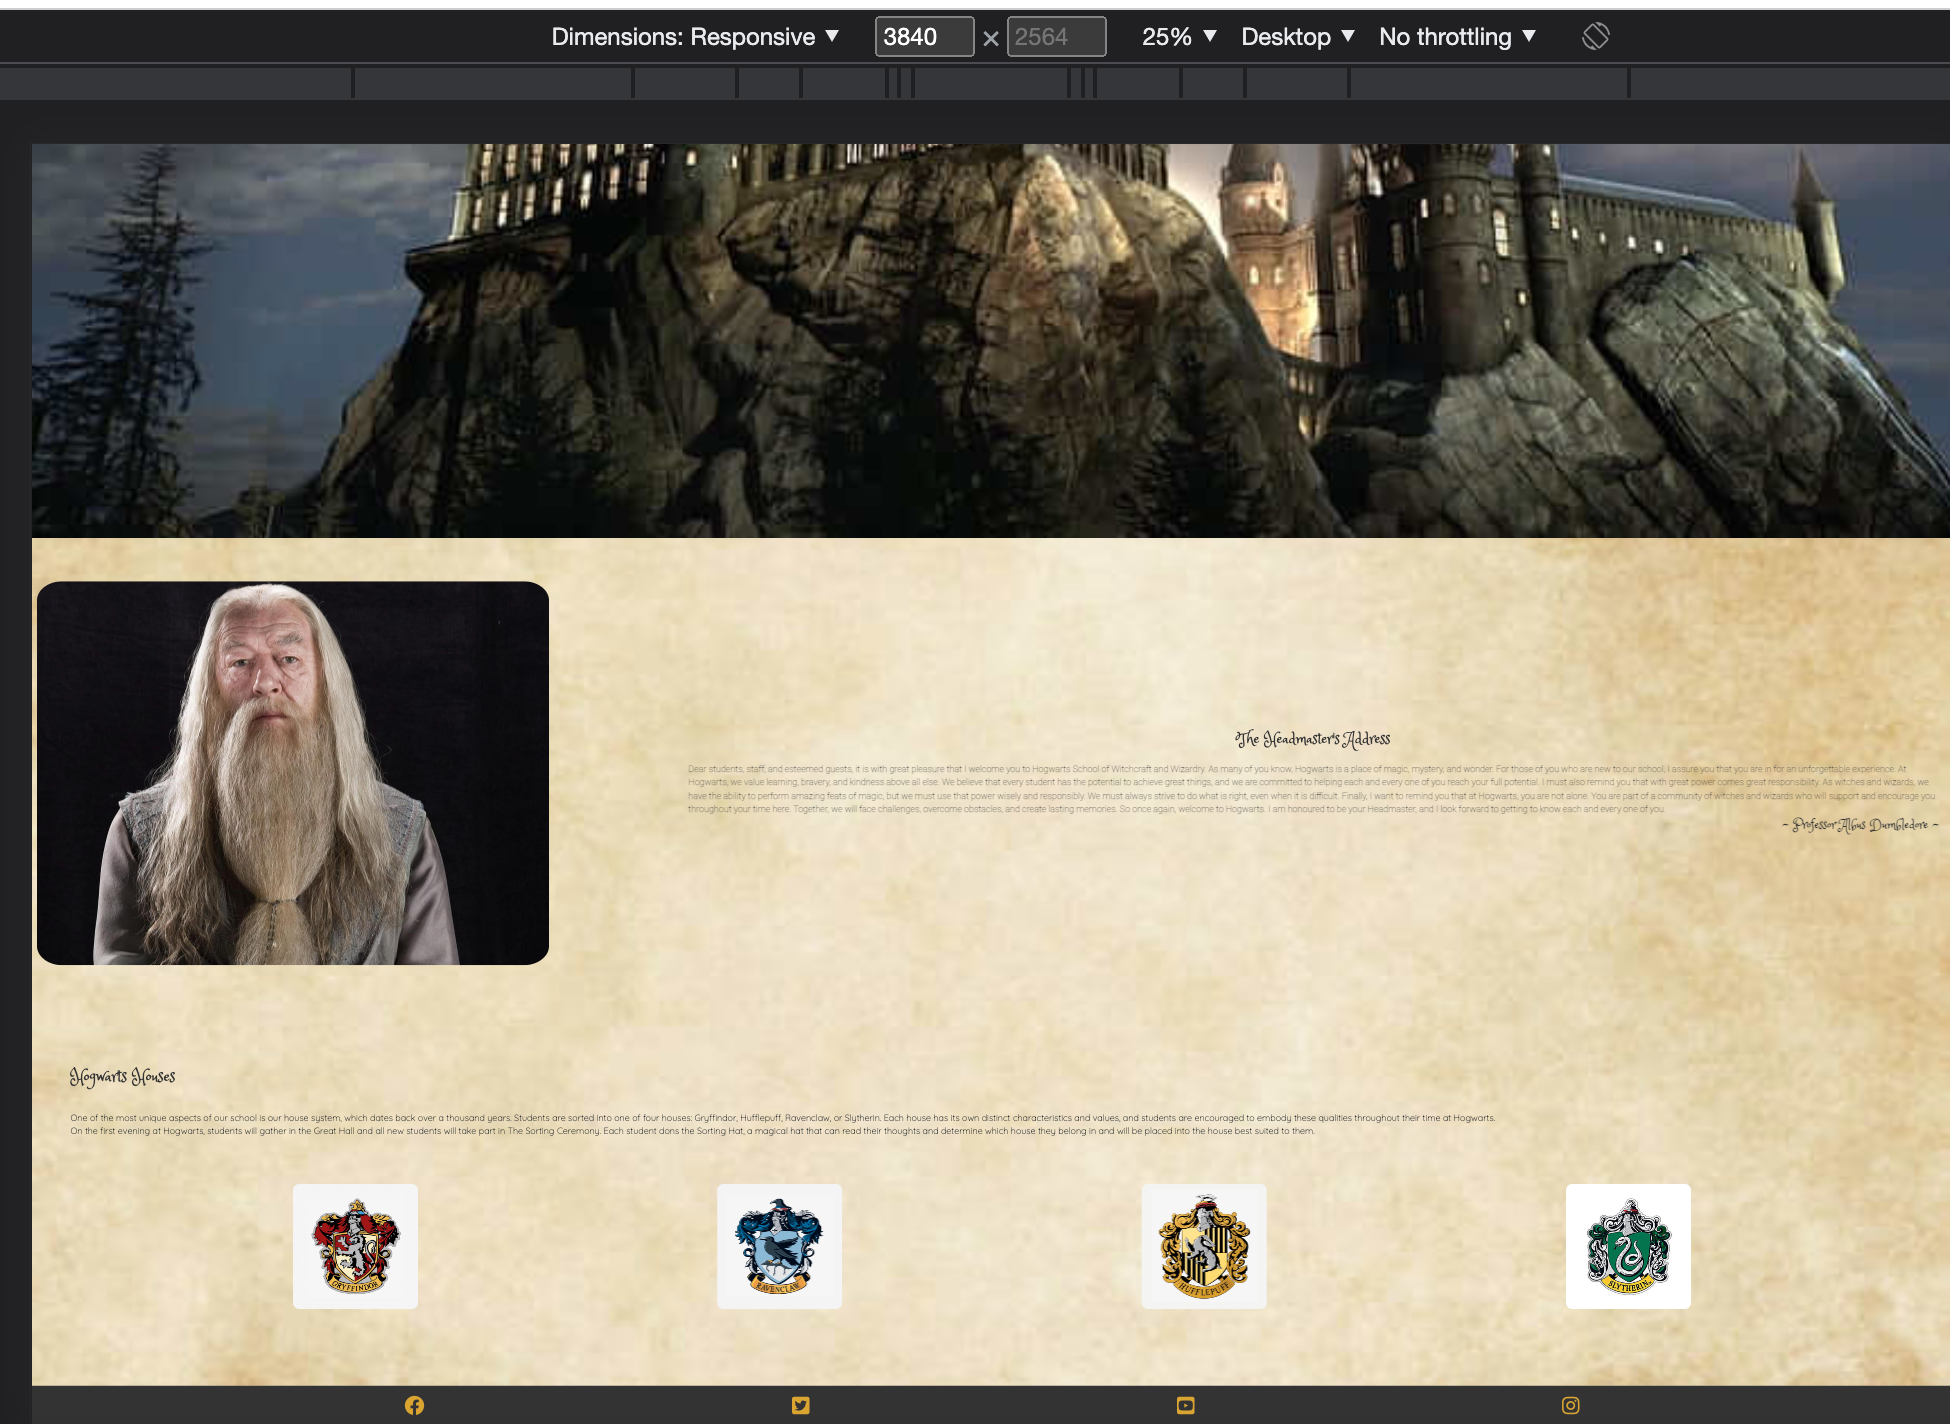 Dimensions: Responsive ▼ 3840 × 2564 25% ▼ Desktop ▼ No throttling ▼
The Headmaster's Address
Dear students, staff, and esteemed guests, it is with great pleasure that I welcome you to Hogwarts School of Witchcraft and Wizardry. As many of you know, Hogwarts is a place of magic, mystery, and wonder. For those of you who are new to our school, I assure you that you are in for an unforgettable experience. At
Hogwarts, we value learning, bravery, and kindness above all else. We believe that every student has the potential to achieve great things, and we are committed to helping each and every one of you reach your full potential. I must also remind you, that with great power comes great responsibility. As witches and wizards, we
have the ability to perform amazing feats of magic, but we must use that power wisely and responsibly. We must always strive to do what is right, even when it is difficult. Finally, I want to remind you that at Hogwarts, you are not alone. You are part of a community of witches and wizards who will support and encourage you
throughout your time here. Together, we will face challenges, overcome obstacles, and create lasting memories. So once again, welcome to Hogwarts. I am honoured to be your Headmaster, and I look forward to getting to know each and every one of you.
~ Professor Albus Dumbledore ~
Hogwarts Houses
One of the most unique aspects of our school is our house system, which dates back over a thousand years. Students are sorted into one of four houses: Gryffindor, Hufflepuff, Ravenclaw, or Slytherin. Each house has its own distinct characteristics and values, and students are encouraged to embody these qualities throughout their time at Hogwarts.
On the first evening at Hogwarts, students will gather in the Great Hall and all new students will take part in The Sorting Ceremony. Each student dons the Sorting Hat, a magical hat that can read their thoughts and determine which house they belong in and will be placed into the house best suited to them.
GRYFFINDOR
RAVENCLAW
HUFFLEPUFF
SLYTHERIN